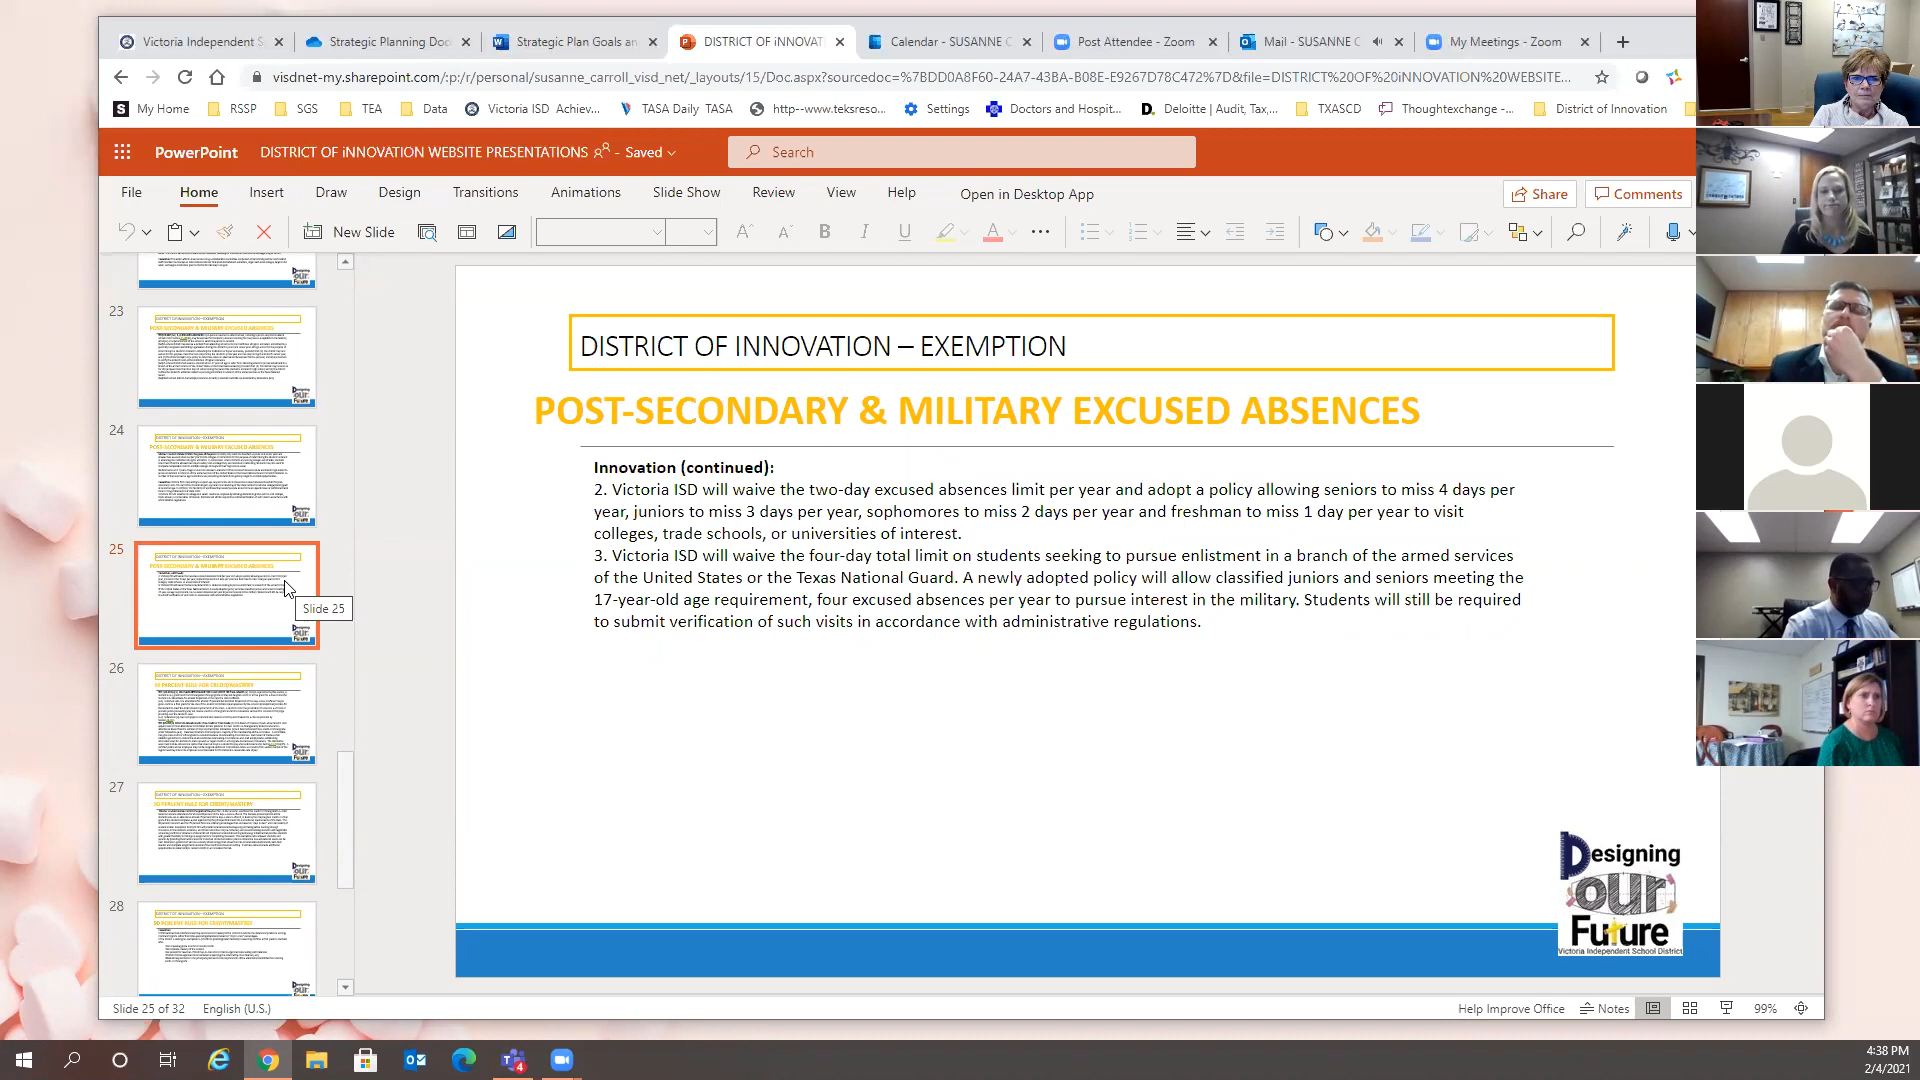 Victoria Independent S
Strategic Planning Doc
Strategic Plan Goals an
DISTRICT OF iNNOVAT
Calendar - SUSANNE C
Post Attendee - Zoom
Mail - SUSANNE C
My Meetings - Zoom
visdnet-my.sharepoint.com/:p:/r/personal/susanne_carroll_visd_net/_layouts/15/Doc.aspx?sourcedoc=%7BDD0A8F60-24A7-43BA-B08E-E9267D78C472%7D&file=DISTRICT%20OF%20iNNOVATION%20WEBSITE...
My Home
RSSP
SGS
TEA
Data
Victoria ISD Achiev...
TASA Daily TASA
http--www.teksreso...
Settings
Doctors and Hospit...
Deloitte | Audit, Tax,...
TXASCD
Thoughtexchange -...
District of Innovation
PowerPoint
DISTRICT OF iNNOVATION WEBSITE PRESENTATIONS - Saved
Search
File
Home
Insert
Draw
Design
Transitions
Animations
Slide Show
Review
View
Help
Open in Desktop App
Share
Comments
New Slide
23
24
25
Slide 25
26
27
28
DISTRICT OF INNOVATION – EXEMPTION
POST-SECONDARY & MILITARY EXCUSED ABSENCES
Innovation (continued):
2. Victoria ISD will waive the two-day excused absences limit per year and adopt a policy allowing seniors to miss 4 days per
year, juniors to miss 3 days per year, sophomores to miss 2 days per year and freshman to miss 1 day per year to visit
colleges, trade schools, or universities of interest.
3. Victoria ISD will waive the four-day total limit on students seeking to pursue enlistment in a branch of the armed services
of the United States or the Texas National Guard. A newly adopted policy will allow classified juniors and seniors meeting the
17-year-old age requirement, four excused absences per year to pursue interest in the military. Students will still be required
to submit verification of such visits in accordance with administrative regulations.
Designing
our
Future
Victoria Independent School District
Slide 25 of 32
English (U.S.)
Help Improve Office
Notes
99%
4:38 PM
2/4/2021